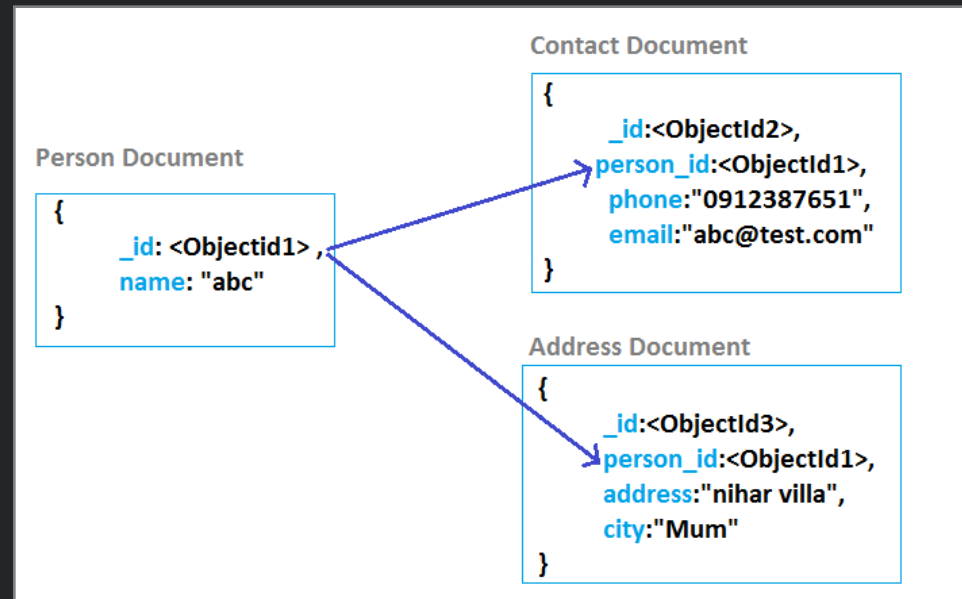 Person Document
{
_id: <Objectid1> ,
name: "abc"
}
Contact Document
{
_id:<ObjectId2>,
person_id:<ObjectId1>,
phone:"0912387651",
email:"abc@test.com"
}
Address Document
{
_id:<ObjectId3>,
person_id:<ObjectId1>,
address:"nihar villa",
city:"Mum"
}